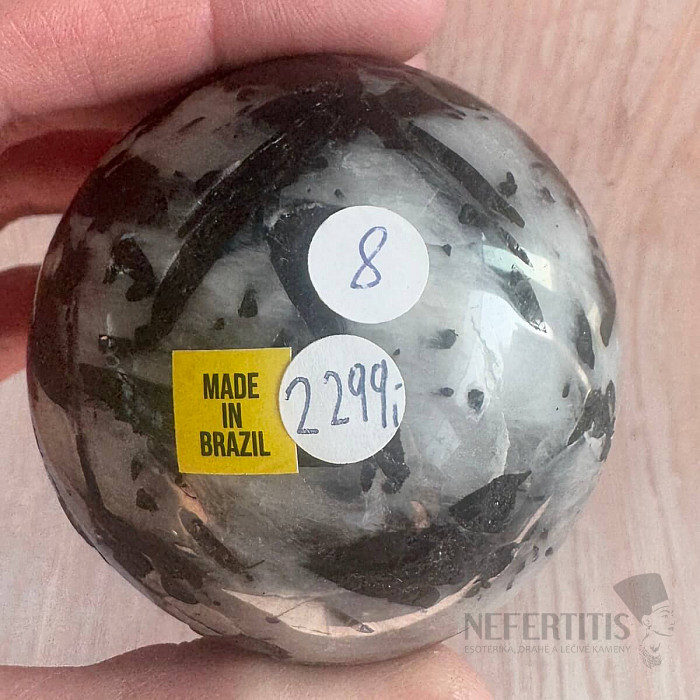 8
MADE
IN
BRAZIL
2299,-
NEFERTITIS
ESOTERIKA, DRAHÉ A LÉČIVÉ KAMENY